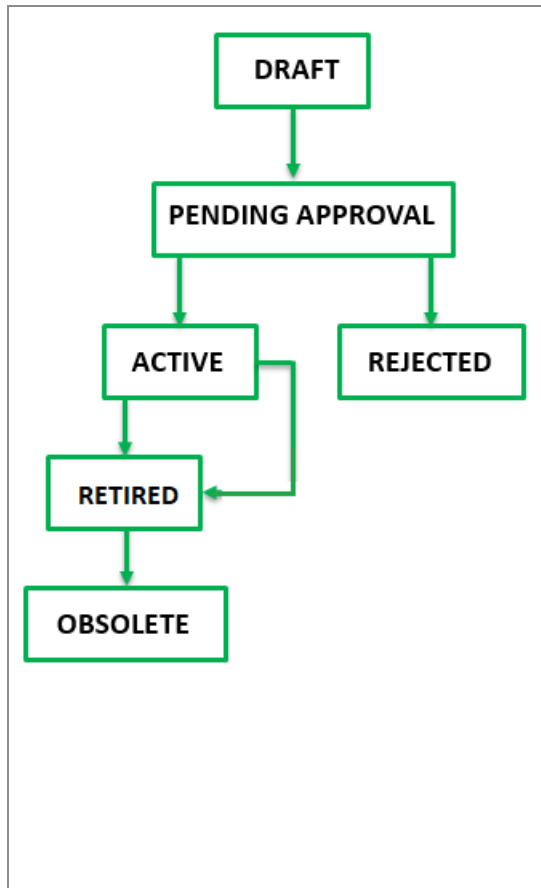 DRAFT
PENDING APPROVAL
ACTIVE
REJECTED
RETIRED
OBSOLETE